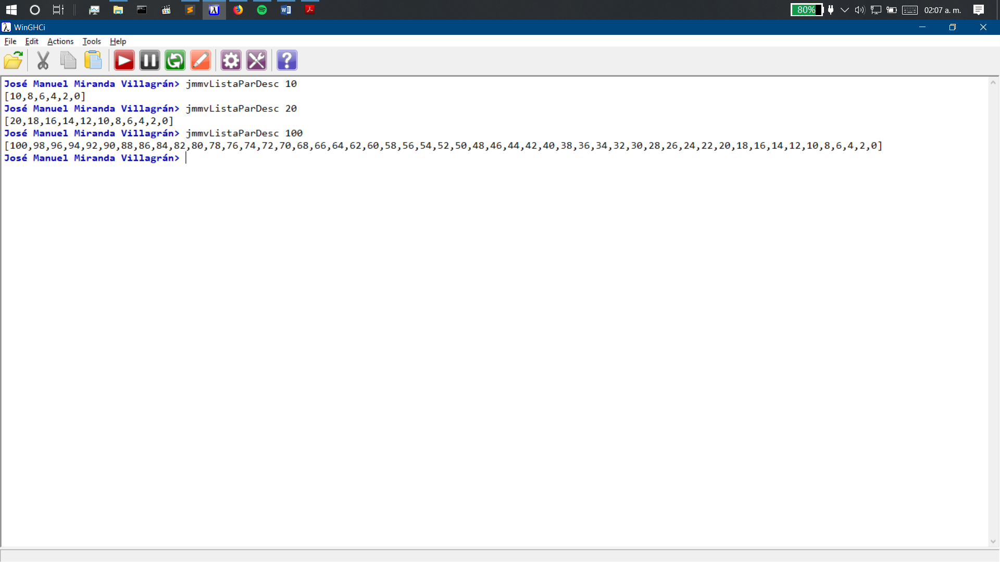 80%
02:07 a. m.
WinGHCi
File Edit Actions Tools Help
José Manuel Miranda Villagrán> jmmvListaParDesc 10
[10,8,6,4,2,0]
José Manuel Miranda Villagrán> jmmvListaParDesc 20
[20,18,16,14,12,10,8,6,4,2,0]
José Manuel Miranda Villagrán> jmmvListaParDesc 100
[100,98,96,94,92,90,88,86,84,82,80,78,76,74,72,70,68,66,64,62,60,58,56,54,52,50,48,46,44,42,40,38,36,34,32,30,28,26,24,22,20,18,16,14,12,10,8,6,4,2,0]
José Manuel Miranda Villagrán>